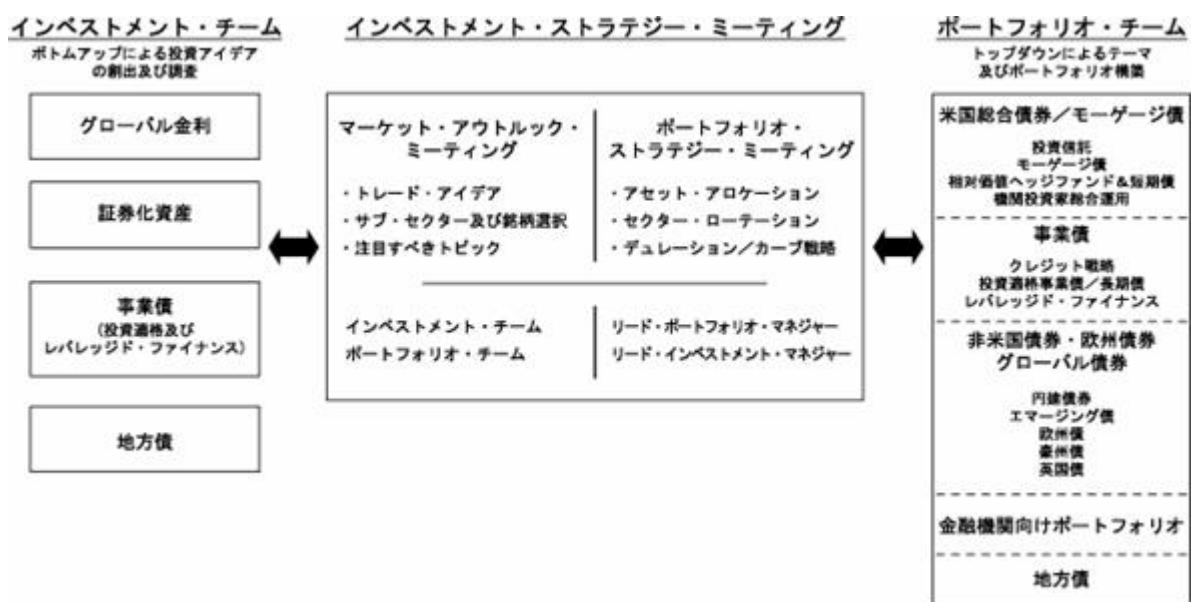 インベストメント・チーム
ボトムアップによる投資アイデア
の創出及び調査
グローバル金利
証券化資産
事業債
(投資適格及び
レバレッジド・ファイナンス)
地方債
インベストメント・ストラテジー・ミーティング
マーケット・アウトルック・
ミーティング
・トレード・アイデア
・サブ・セクター及び銘柄選択
・注目すべきトピック
ポートフォリオ・
ストラテジー・ミーティング
・アセット・アロケーション
・セクター・ローテーション
・デュレーション/カーブ戦略
インベストメント・チーム
ポートフォリオ・チーム
リード・ポートフォリオ・マネジャー
リード・インベストメント・マネジャー
ポートフォリオ・チーム
トップダウンによるテーマ
及びポートフォリオ構築
米国総合債券/モーゲージ債
投資信託
モーゲージ債
相対価値ヘッジファンド&短期債
機関投資家総合運用
事業債
クレジット戦略
投資適格事業債/長期債
レバレッジド・ファイナンス
非米国債券・欧州債券
グローバル債券
円建債券
エマージング債
欧州債
豪州債
英国債
金融機関向けポートフォリオ
地方債